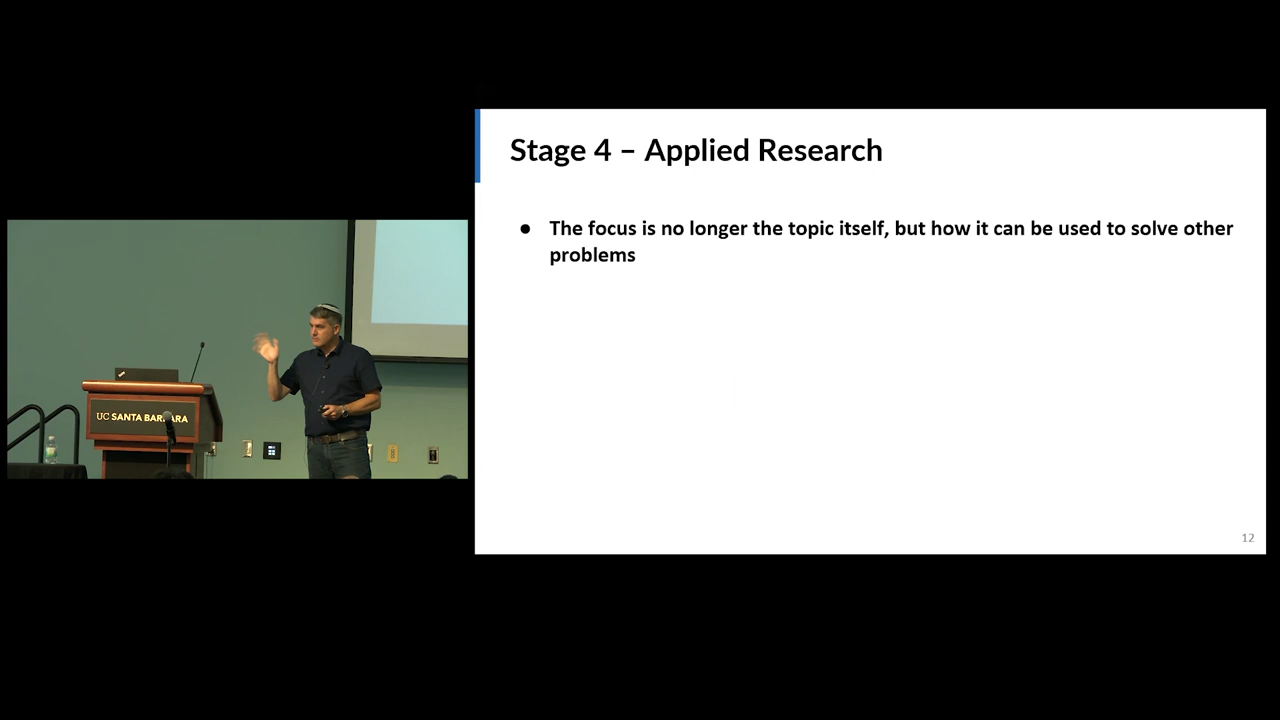 Stage 4 – Applied Research
● The focus is no longer the topic itself, but how it can be used to solve other
problems
12
UC SANTA BARBARA